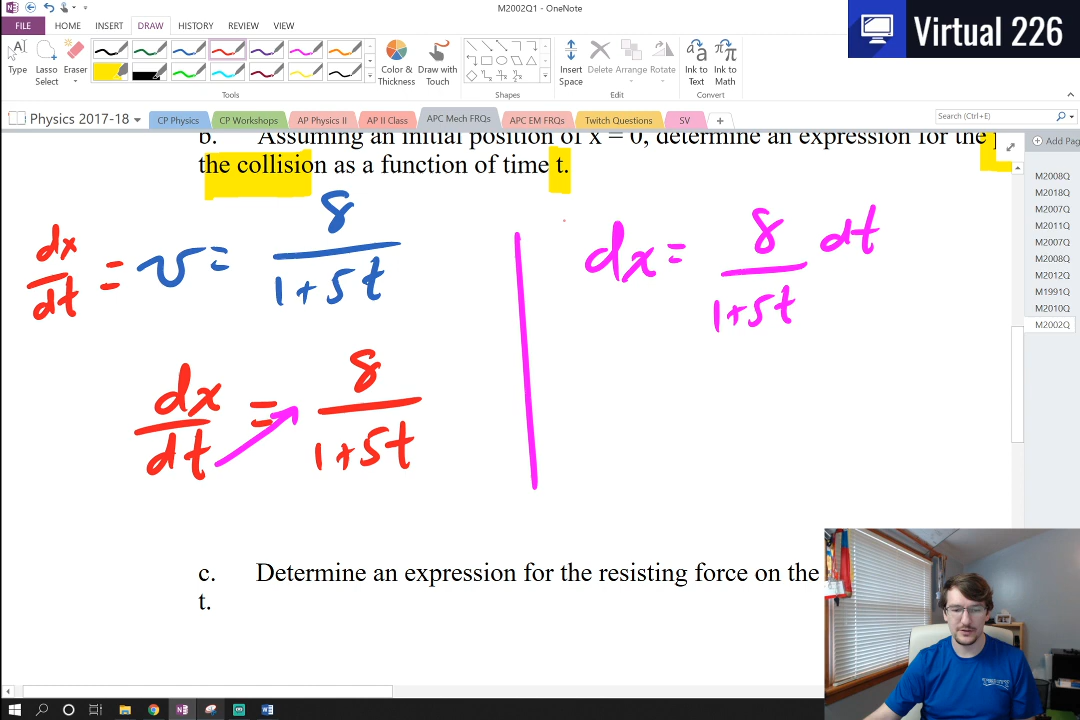 M2002Q1 - OneNote
FILE HOME INSERT DRAW HISTORY REVIEW VIEW
Virtual 226
Type Lasso Select Eraser
Color & Thickness Draw with Touch
Insert Space Delete Arrange Rotate
Ink to Text Ink to Math
Tools Shapes Edit Convert
Physics 2017-18 CP Physics CP Workshops AP Physics II AP II Class APC Mech FRQs APC EM FRQs Twitch Questions SV
Search (Ctrl+E)
b. Assuming an initial position of x = 0, determine an expression for the
the collision as a function of time t.
Add Pag
M2008Q
M2018Q
M2007Q
M2011Q
M2007Q
M2008Q
M2012Q
M1991Q
M2010Q
M2002Q
dx/dt = v = 8/(1+5t)
dx = 8/(1+5t) dt
dx/dt = 8/(1+5t)
c. Determine an expression for the resisting force on the
t.